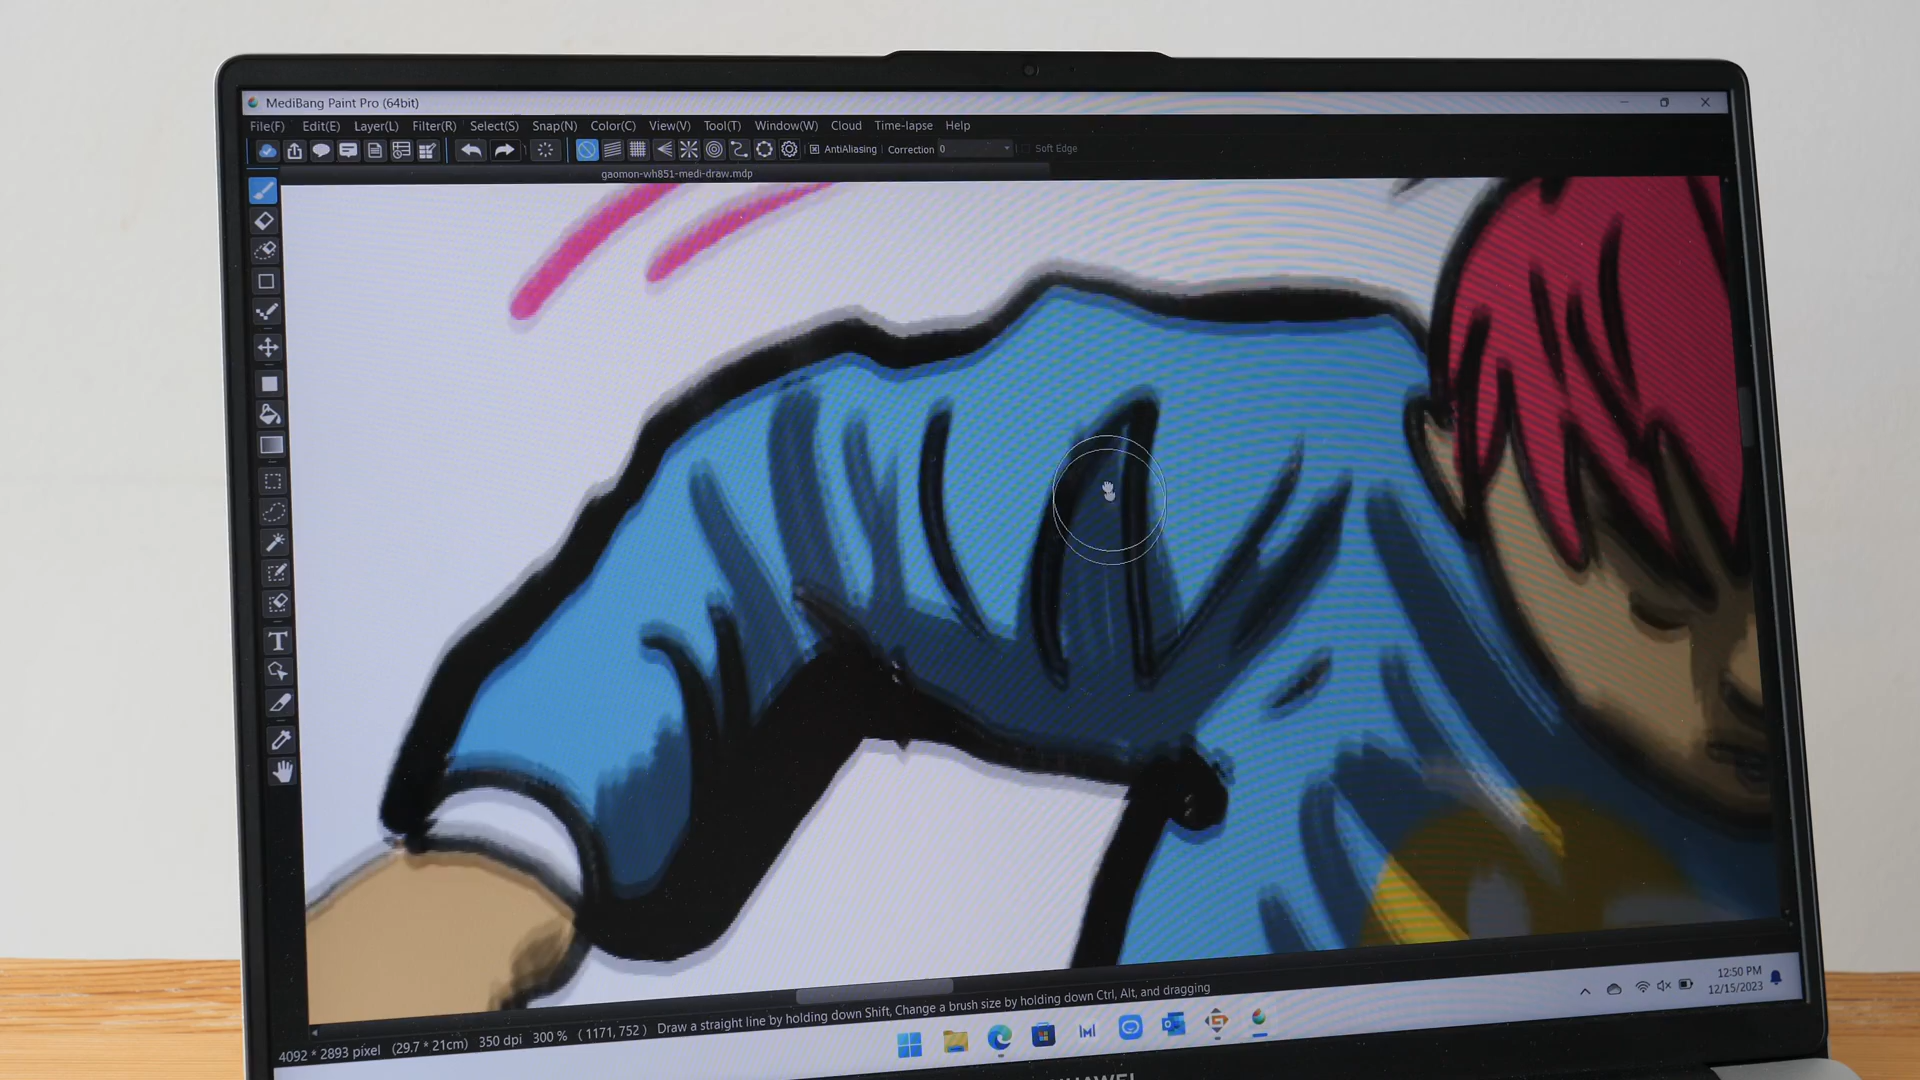 MediBang Paint Pro (64bit)
File(F) Edit(E) Layer(L) Filter(R) Select(S) Snap(N) Color(C) View(V) Tool(T) Window(W) Cloud Time-lapse Help
AntiAliasing Correction 0 Soft Edge
gaomon-wh851-medi-draw.mdp
T
4092 * 2893 pixel (29.7 * 21cm) 350 dpi 300 % ( 1171, 752 ) Draw a straight line by holding down Shift, Change a brush size by holding down Ctrl, Alt, and dragging
12:50 PM
12/15/2023
HUAWEI